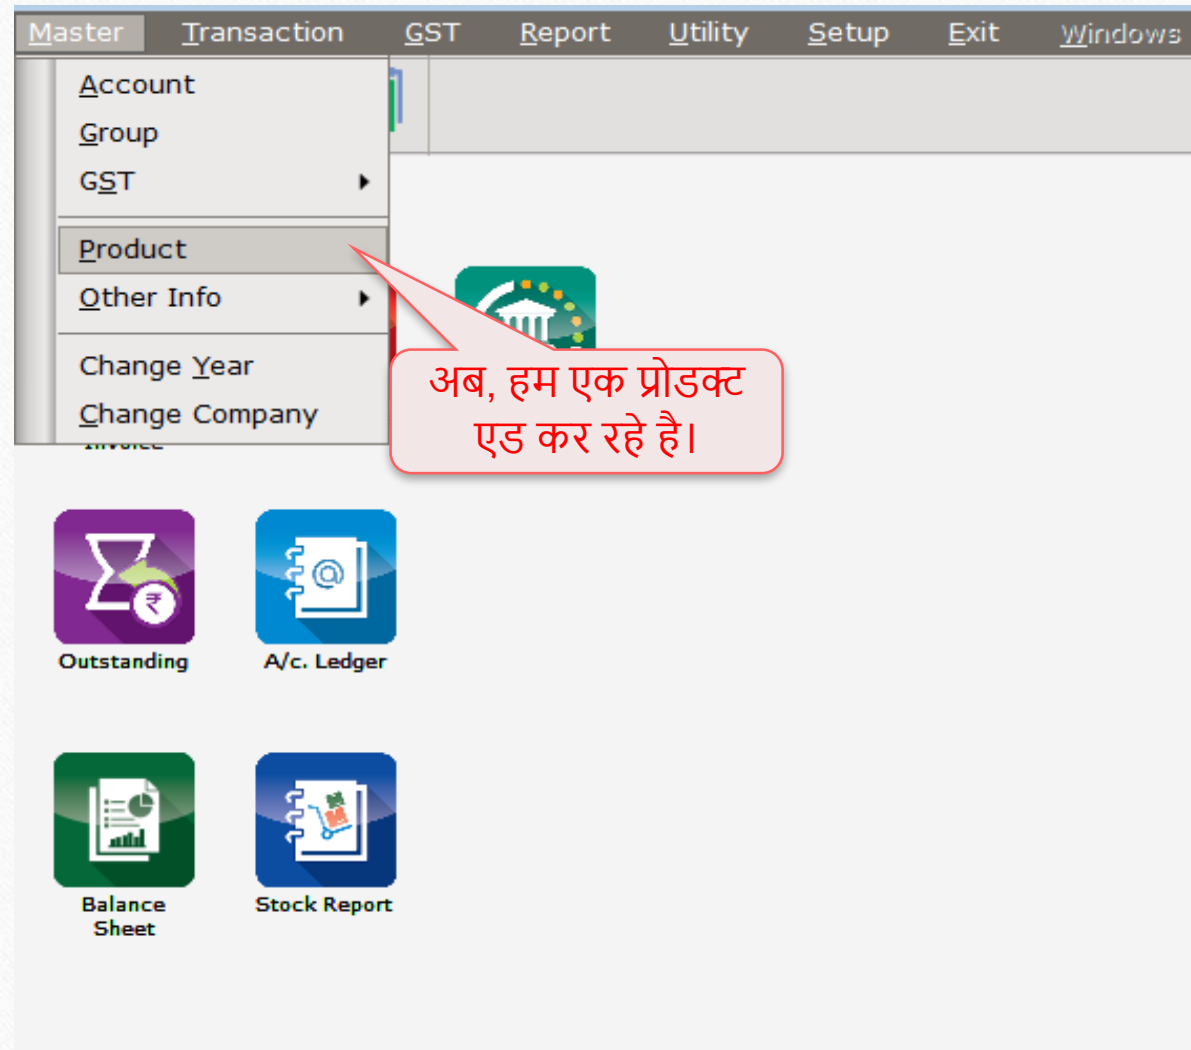 Master Transaction GST Report Utility Setup Exit Windows
Account
Group
GST
Product
Other Info
Change Year
Change Company
अब, हम एक प्रोडक्ट
एड कर रहे है।
Invoice
Outstanding A/c. Ledger
Balance Stock Report
Sheet